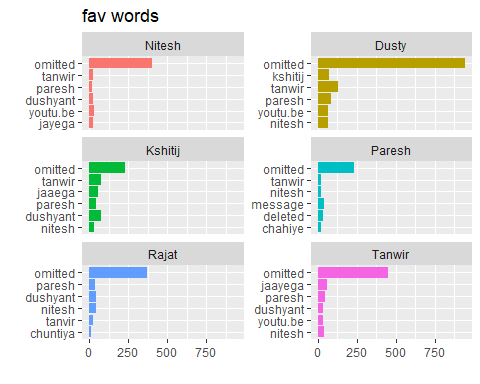 fav words
Nitesh
omitted
tanwir
paresh
dushyant
youtu.be
jayega
Dusty
omitted
kshitij
tanwir
paresh
youtu.be
nitesh
Kshitij
omitted
tanwir
jaaega
paresh
dushyant
nitesh
Paresh
omitted
tanwir
nitesh
message
deleted
chahiye
Rajat
omitted
paresh
dushyant
nitesh
tanvir
chuntiya
0 250 500 750
Tanwir
omitted
jaayega
paresh
dushyant
youtu.be
nitesh
0 250 500 750